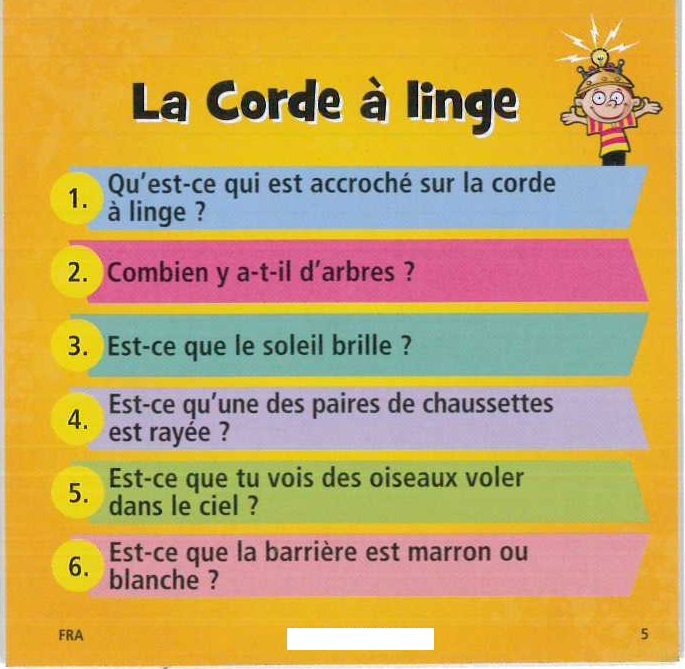 La Corde à linge
1. Qu'est-ce qui est accroché sur la corde
à linge ?
2. Combien y a-t-il d'arbres ?
3. Est-ce que le soleil brille ?
4. Est-ce qu'une des paires de chaussettes
est rayée ?
5. Est-ce que tu vois des oiseaux voler
dans le ciel ?
6. Est-ce que la barrière est marron ou
blanche ?
FRA
5